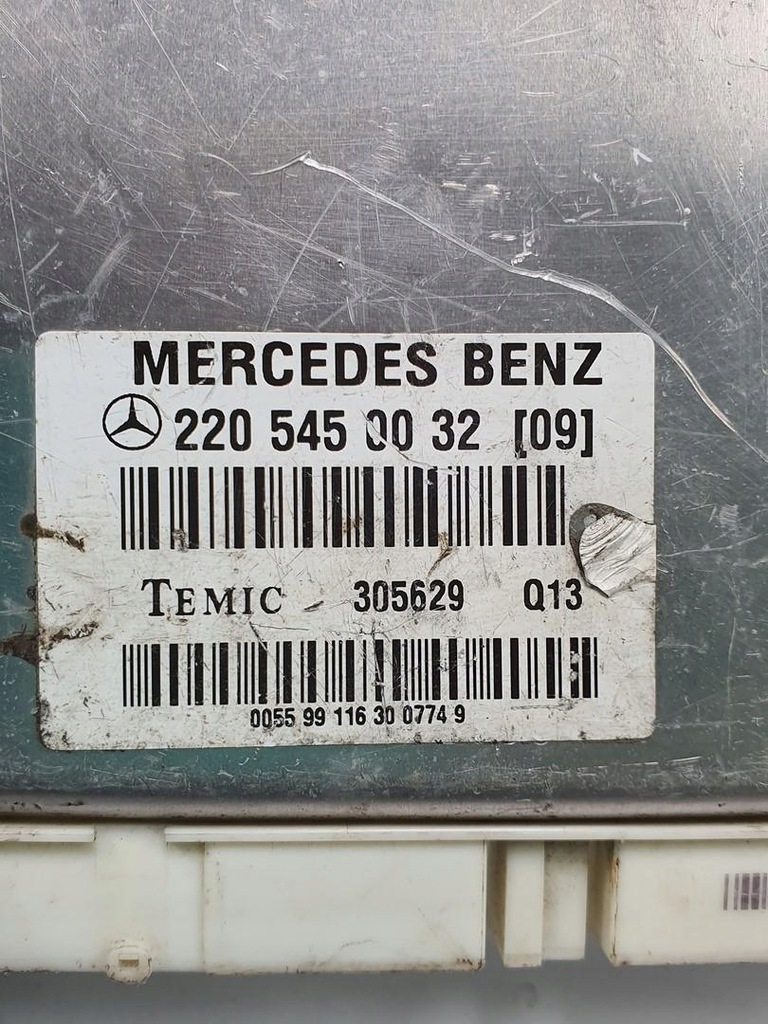 MERCEDES BENZ
220 545 00 32 [09]
TEMIC 305629 Q13
0055 99 116 30 0774 9